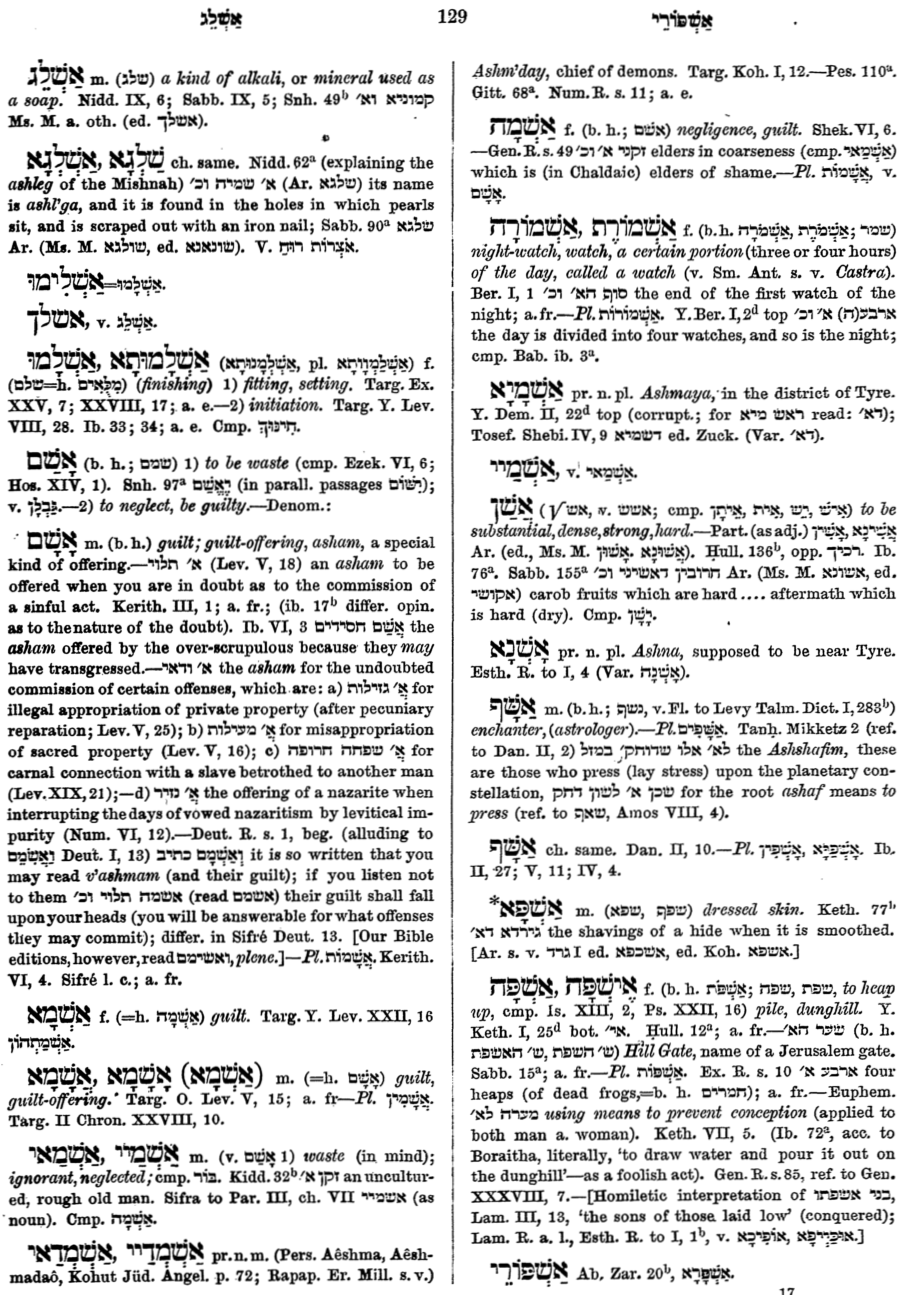 אַשְׁלַג
129
אַשְׁפּוֹרֵי
אַשְׁלָג m. (שלג) a kind of alkali, or mineral used as
a soap. Nidd. IX, 6; Sabb. IX, 5; Snh. 49b קמוניא וא'
Ms. M. a. oth. (ed. אשלך).
אַשְׁלְגָא, שַׁלְגָּא ch. same. Nidd. 62a (explaining the
ashleg of the Mishnah) א' שמיה וכ' (Ar. שלגא) its name
is ashl'ga, and it is found in the holes in which pearls
sit, and is scraped out with an iron nail; Sabb. 90a שלגא
Ar. (Ms. M. שולגא, ed. שונאנא). V. אֹצְרוֹת רוּחַ.
אַשְׁלִימוּ=אַשְׁלָמוּ.
אשלך, v. אַשְׁלַג.
אַשְׁלָמוּ, אַשְׁלָמוּתָא (אַשְׁלְמָנוּתָא, pl. אַשְׁלְמָוָותָא) f.
(שלם=h. מִלֻּאִים) (finishing) 1) fitting, setting. Targ. Ex.
XXV, 7; XXVIII, 17; a. e.—2) initiation. Targ. Y. Lev.
VIII, 28. Ib. 33; 34; a. e. Cmp. חִינּוּךְ.
אָשַׁם (b. h.; שמם) 1) to be waste (cmp. Ezek. VI, 6;
Hos. XIV, 1). Snh. 97a יֶאְשַׁם (in parall. passages יִשּׁוֹם);
v. גַּבְלָן.—2) to neglect, be guilty.—Denom.:
אָשָׁם m. (b. h.) guilt; guilt-offering, asham, a special
kind of offering.—א' תלוי (Lev. V, 18) an asham to be
offered when you are in doubt as to the commission of
a sinful act. Kerith. III, 1; a. fr.; (ib. 17b differ. opin.
as to thenature of the doubt). Ib. VI, 3 אֲשַׁם חסידים the
asham offered by the over-scrupulous because they may
have transgressed.—א' ודאי the asham for the undoubted
commission of certain offenses, which are: a) אֲ' גזילות for
illegal appropriation of private property (after pecuniary
reparation; Lev. V, 25); b) אֲ' מעילות for misappropriation
of sacred property (Lev. V, 16); c) אֲ' שפחה חרופה for
carnal connection with a slave betrothed to another man
(Lev. XIX, 21);—d) אֲ' נזיר the offering of a nazarite when
interrupting the days of vowed nazaritism by levitical im-
purity (Num. VI, 12).—Deut. R. s. 1, beg. (alluding to
וַאֲשִׂמֵם Deut. I, 13) וְאַשְׁמָם כתיב it is so written that you
may read v'ashmam (and their guilt); if you listen not
to them אשמה תלוי וכ' (read אשמם) their guilt shall fall
upon your heads (you will be answerable for what offenses
they may commit); differ. in Sifré Deut. 13. [Our Bible
editions, however, read ואשימם, plene.]—Pl. אֲשָׁמוֹת. Kerith.
VI, 4. Sifré l. c.; a. fr.
אַשְׁמָא f. (=h. אַשְׁמָה) guilt. Targ. Y. Lev. XXII, 16
אַשְׁמַתְהוֹן.
אֲשָׁמָא, אָשָׁמָא (אַשְׁמָא) m. (=h. אָשָׁם) guilt,
guilt-offering. Targ. O. Lev. V, 15; a. fr—Pl. אֲשָׁמִין.
Targ. II Chron. XXVIII, 10.
אַשְׁמַי, אַשְׁמַאי m. (v. אָשַׁם 1) waste (in mind);
ignorant, neglected; cmp. בּוּר. Kidd. 32b זקן א' an uncultur-
ed, rough old man. Sifra to Par. III, ch. VII אשמיי (as
noun). Cmp. אַשְׁמָה.
אַשְׁמְדַיי, אַשְׁמְדַאי pr. n. m. (Pers. Aêshma, Aêsh-
madaô, Kohut Jüd. Angel. p. 72; Rapap. Er. Mill. s. v.)
Ashm'day, chief of demons. Targ. Koh. I, 12.—Pes. 110a.
Gitt. 68a. Num. R. s. 11; a. e.
אַשְׁמָה f. (b. h.; אשם) negligence, guilt. Shek. VI, 6.
—Gen. R. s. 49 זקני א' וכ' elders in coarseness (cmp. אַשְׁמַאי)
which is (in Chaldaic) elders of shame.—Pl. אֲשָׁמוֹת, v.
אָשָׁם.
אַשְׁמוֹרֶת, אַשְׁמוֹרָה f. (b. h. אַשְׁמֹרֶת, אַשְׁמֻרָה; שמר)
night-watch, watch, a certain portion (three or four hours)
of the day, called a watch (v. Sm. Ant. s. v. Castra).
Ber. I, 1 סוף הא' וכ' the end of the first watch of the
night; a. fr.—Pl. אַשְׁמוֹרוֹת. Y. Ber. I, 2d top ארבע(ה) א' וכ'
the day is divided into four watches, and so is the night;
cmp. Bab. ib. 3a.
אַשְׁמַיָא pr. n. pl. Ashmaya, in the district of Tyre.
Y. Dem. II, 22d top (corrupt.; for ראש מיא read: דא');
Tosef. Shebi. IV, 9 דשמיא ed. Zuck. (Var. דא').
אַשְׁמַיי, v. אַשְׁמַאי.
אָשַׁן (√אש, v. אשש; cmp. אִישׁ, יֵשׁ, אִית, אֵיתָן) to be
substantial, dense, strong, hard.—Part. (as adj.) אָשִׁין, אֲשִׁינָא
Ar. (ed., Ms. M. אָשׁוּן, אֲשׁוּנָא). Ḥull. 136b, opp. רכיך. Ib.
76a. Sabb. 155a חרובין דאשיני וכ' Ar. (Ms. M. אשונא, ed.
אקושי) carob fruits which are hard .... aftermath which
is hard (dry). Cmp. יָשָׁן.
אַשְׁנָא pr. n. pl. Ashna, supposed to be near Tyre.
Esth. R. to I, 4 (Var. אַשְׁנָה).
אַשָּׁף m. (b. h.; נשף, v. Fl. to Levy Talm. Dict. I, 283b)
enchanter, (astrologer).—Pl. אַשָּׁפִים. Tanḥ. Mikketz 2 (ref.
to Dan. II, 2) לא' אלו שדוחק' במזל the Ashshafim, these
are those who press (lay stress) upon the planetary con-
stellation, שכן א' לשון דחק for the root ashaf means to
press (ref. to שאף, Amos VIII, 4).
אָשַׁף ch. same. Dan. II, 10.—Pl. אָשְׁפִין, אָשְׁפַיָּא. Ib.
II, 27; V, 11; IV, 4.
*אַשְׁפָּא m. (שפא, שפף) dressed skin. Keth. 77b
גירדא דא' the shavings of a hide when it is smoothed.
[Ar. s. v. גרד I ed. אשכפא, ed. Koh. אשפא.]
אַשְׁפָּה, אִישְׁפָּה f. (b. h. אַשְׁפֹּת; שפה, שפת, to heap
up, cmp. Is. XIII, 2, Ps. XXII, 16) pile, dunghill. Y.
Keth. I, 25d bot. אי'. Ḥull. 12a; a. fr.—שער הא' (b. h.
ש' האשפת, ש' השפת) Hill Gate, name of a Jerusalem gate.
Sabb. 15a; a. fr.—Pl. אַשְׁפּוֹת. Ex. R. s. 10 ארבע א' four
heaps (of dead frogs,=b. h. חמרים); a. fr.—Euphem.
מערה לא' using means to prevent conception (applied to
both man a. woman). Keth. VII, 5. (Ib. 72a, acc. to
Boraitha, literally, 'to draw water and pour it out on
the dunghill'—as a foolish act). Gen. R. s. 85, ref. to Gen.
XXXVIII, 7.—[Homiletic interpretation of בני אשפתו,
Lam. III, 13, 'the sons of those laid low' (conquered);
Lam. R. a. l., Esth. R. to I, 1b, v. אוֹפִיכָא, אוּפִּיְיפָּא.]
אַשְׁפּוֹרֵי Ab, Zar. 20b, אַשְׁפָּרָא.
17